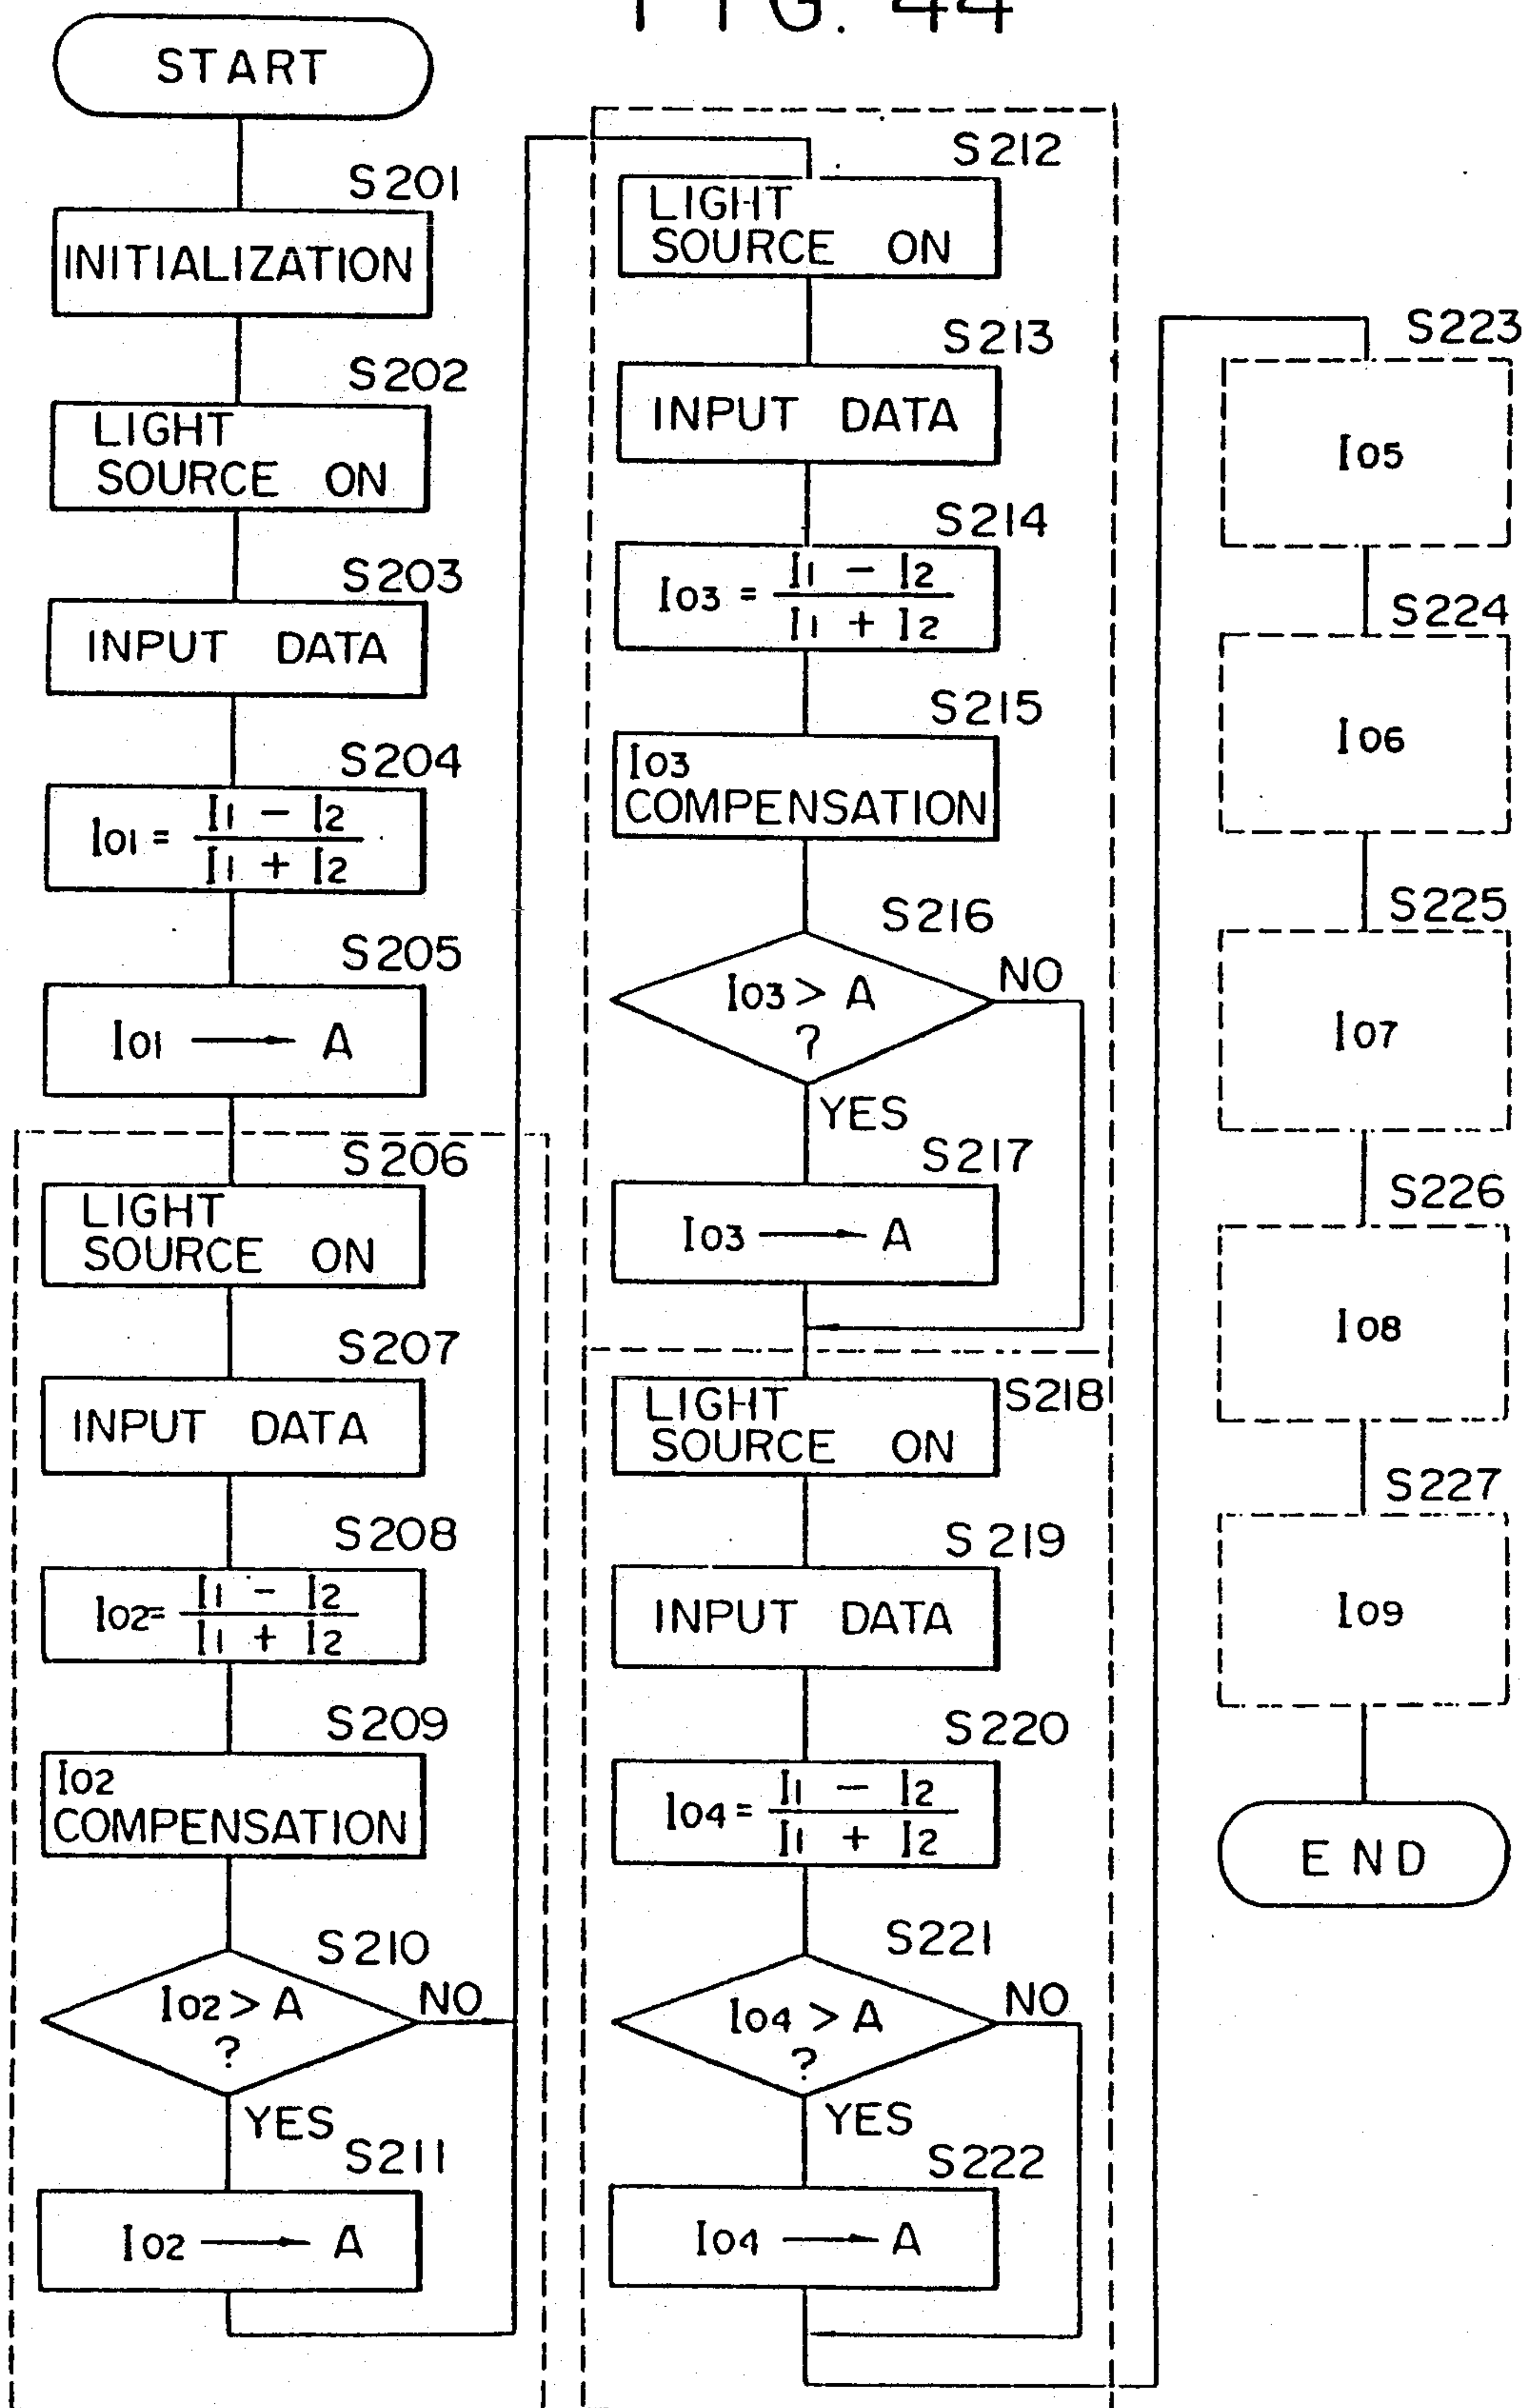 FIG. 44
START
S201
INITIALIZATION
S202
LIGHT
SOURCE ON
S203
INPUT DATA
S204
I01 = (I1 - I2) / (I1 + I2)
S205
I01 → A
S206
LIGHT
SOURCE ON
S207
INPUT DATA
S208
I02 = (I1 - I2) / (I1 + I2)
S209
I02
COMPENSATION
S210
I02 > A
?
NO
YES
S211
I02 → A
S212
LIGHT
SOURCE ON
S213
INPUT DATA
S214
I03 = (I1 - I2) / (I1 + I2)
S215
I03
COMPENSATION
S216
I03 > A
?
NO
YES
S217
I03 → A
S218
LIGHT
SOURCE ON
S219
INPUT DATA
S220
I04 = (I1 - I2) / (I1 + I2)
S221
I04 > A
?
NO
YES
S222
I04 → A
S223
I05
S224
I06
S225
I07
S226
I08
S227
I09
END